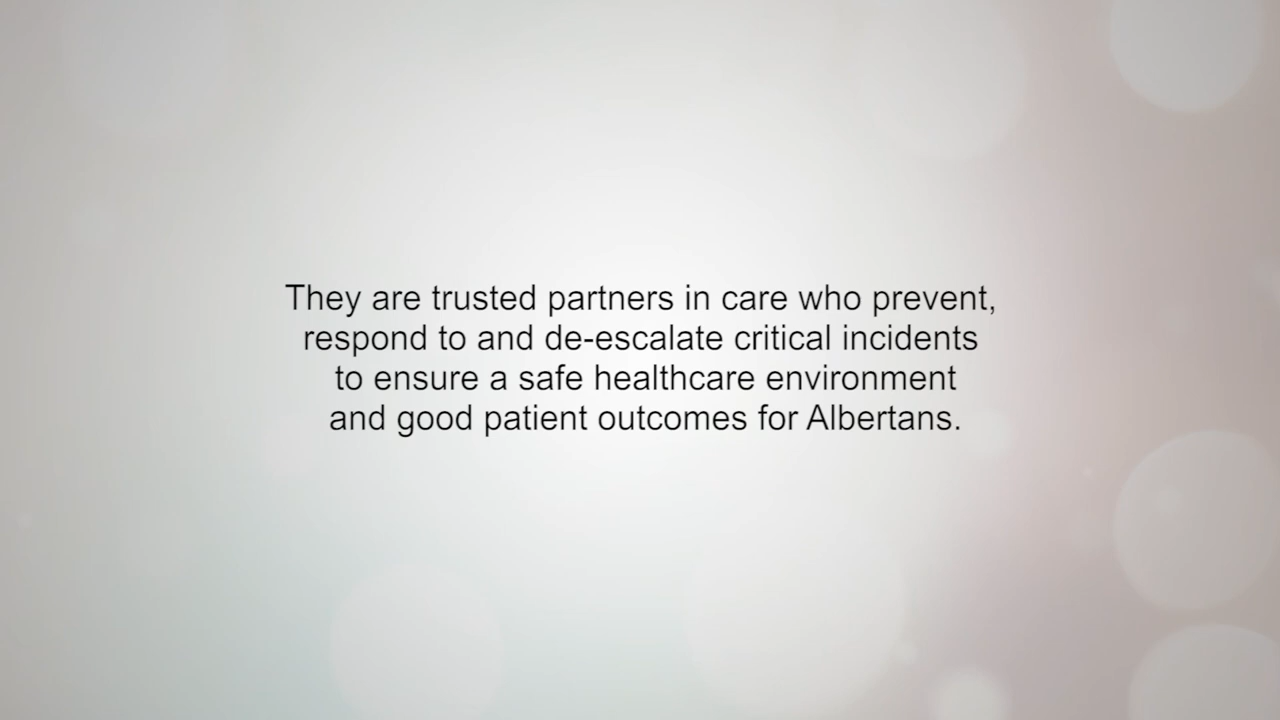 They are trusted partners in care who prevent,
respond to and de-escalate critical incidents
to ensure a safe healthcare environment
and good patient outcomes for Albertans.